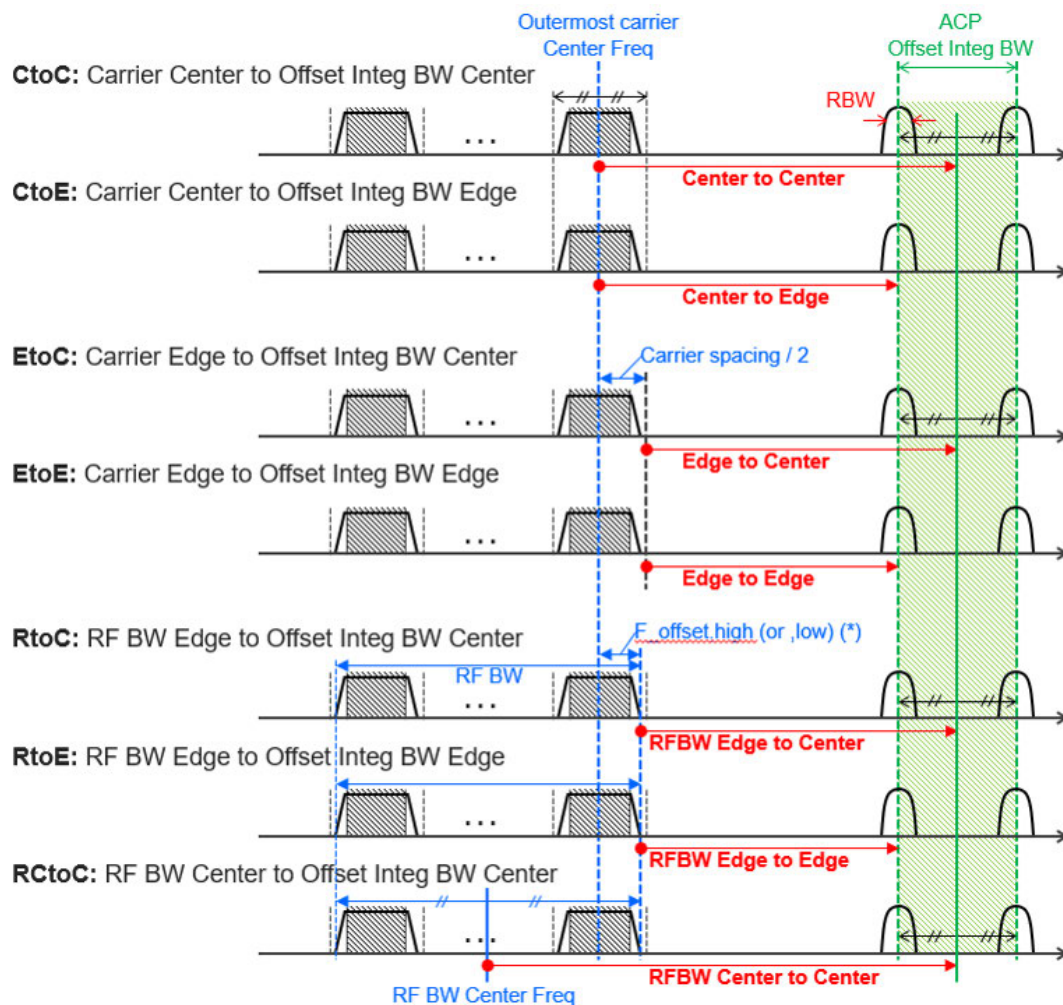 Outermost carrier
Center Freq
ACP
Offset Integ BW
CtoC: Carrier Center to Offset Integ BW Center
RBW
. . .
Center to Center
CtoE: Carrier Center to Offset Integ BW Edge
. . .
Center to Edge
EtoC: Carrier Edge to Offset Integ BW Center
Carrier spacing / 2
. . .
Edge to Center
EtoE: Carrier Edge to Offset Integ BW Edge
. . .
Edge to Edge
RtoC: RF BW Edge to Offset Integ BW Center
F_offset.high (or ,low) (*)
RF BW
. . .
RFBW Edge to Center
RtoE: RF BW Edge to Offset Integ BW Edge
. . .
RFBW Edge to Edge
RCtoC: RF BW Center to Offset Integ BW Center
. . .
RFBW Center to Center
RF BW Center Freq